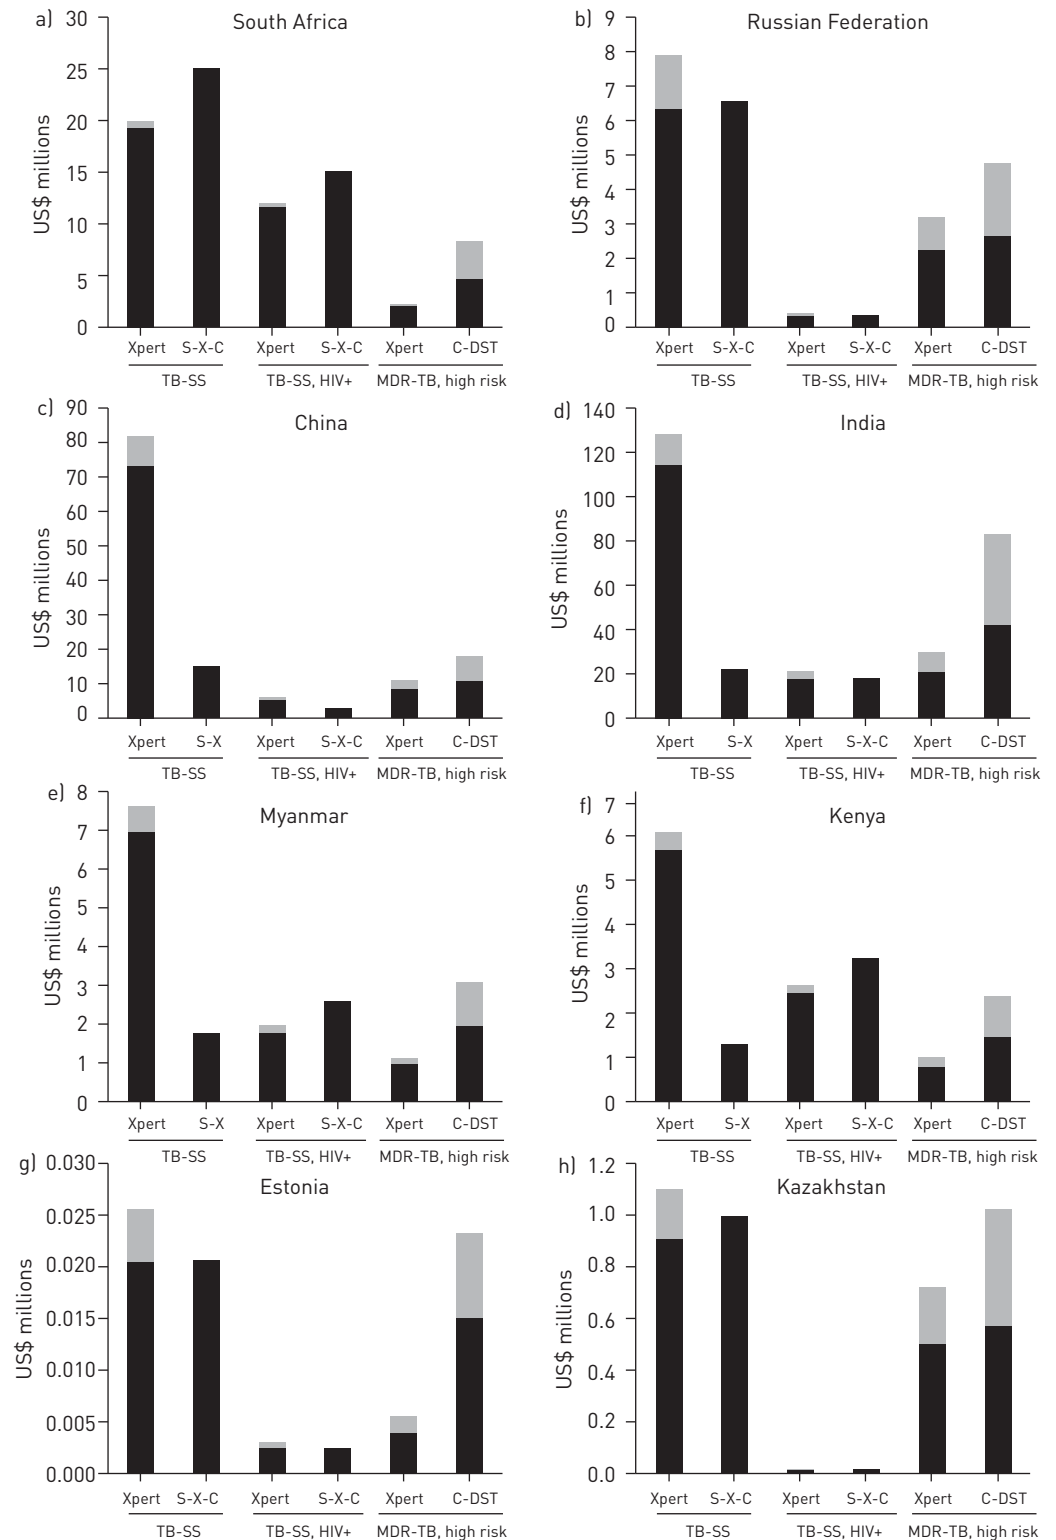 a)
South Africa
US$ millions
30
25
20
15
10
5
0
Xpert S-X-C Xpert S-X-C Xpert C-DST
TB-SS TB-SS, HIV+ MDR-TB, high risk
b)
Russian Federation
US$ millions
9
8
7
6
5
4
3
2
1
0
Xpert S-X-C Xpert S-X-C Xpert C-DST
TB-SS TB-SS, HIV+ MDR-TB, high risk
c)
China
US$ millions
90
80
70
60
50
40
30
20
10
0
Xpert S-X Xpert S-X-C Xpert C-DST
TB-SS TB-SS, HIV+ MDR-TB, high risk
d)
India
US$ millions
140
120
100
80
60
40
20
0
Xpert S-X Xpert S-X-C Xpert C-DST
TB-SS TB-SS, HIV+ MDR-TB, high risk
e)
Myanmar
US$ millions
8
7
6
5
4
3
2
1
0
Xpert S-X Xpert S-X-C Xpert C-DST
TB-SS TB-SS, HIV+ MDR-TB, high risk
f)
Kenya
US$ millions
7
6
5
4
3
2
1
0
Xpert S-X Xpert S-X-C Xpert C-DST
TB-SS TB-SS, HIV+ MDR-TB, high risk
g)
Estonia
US$ millions
0.030
0.025
0.020
0.015
0.010
0.005
0.000
Xpert S-X-C Xpert S-X-C Xpert C-DST
TB-SS TB-SS, HIV+ MDR-TB, high risk
h)
Kazakhstan
US$ millions
1.2
1.0
0.8
0.6
0.4
0.2
0.0
Xpert S-X-C Xpert S-X-C Xpert C-DST
TB-SS TB-SS, HIV+ MDR-TB, high risk